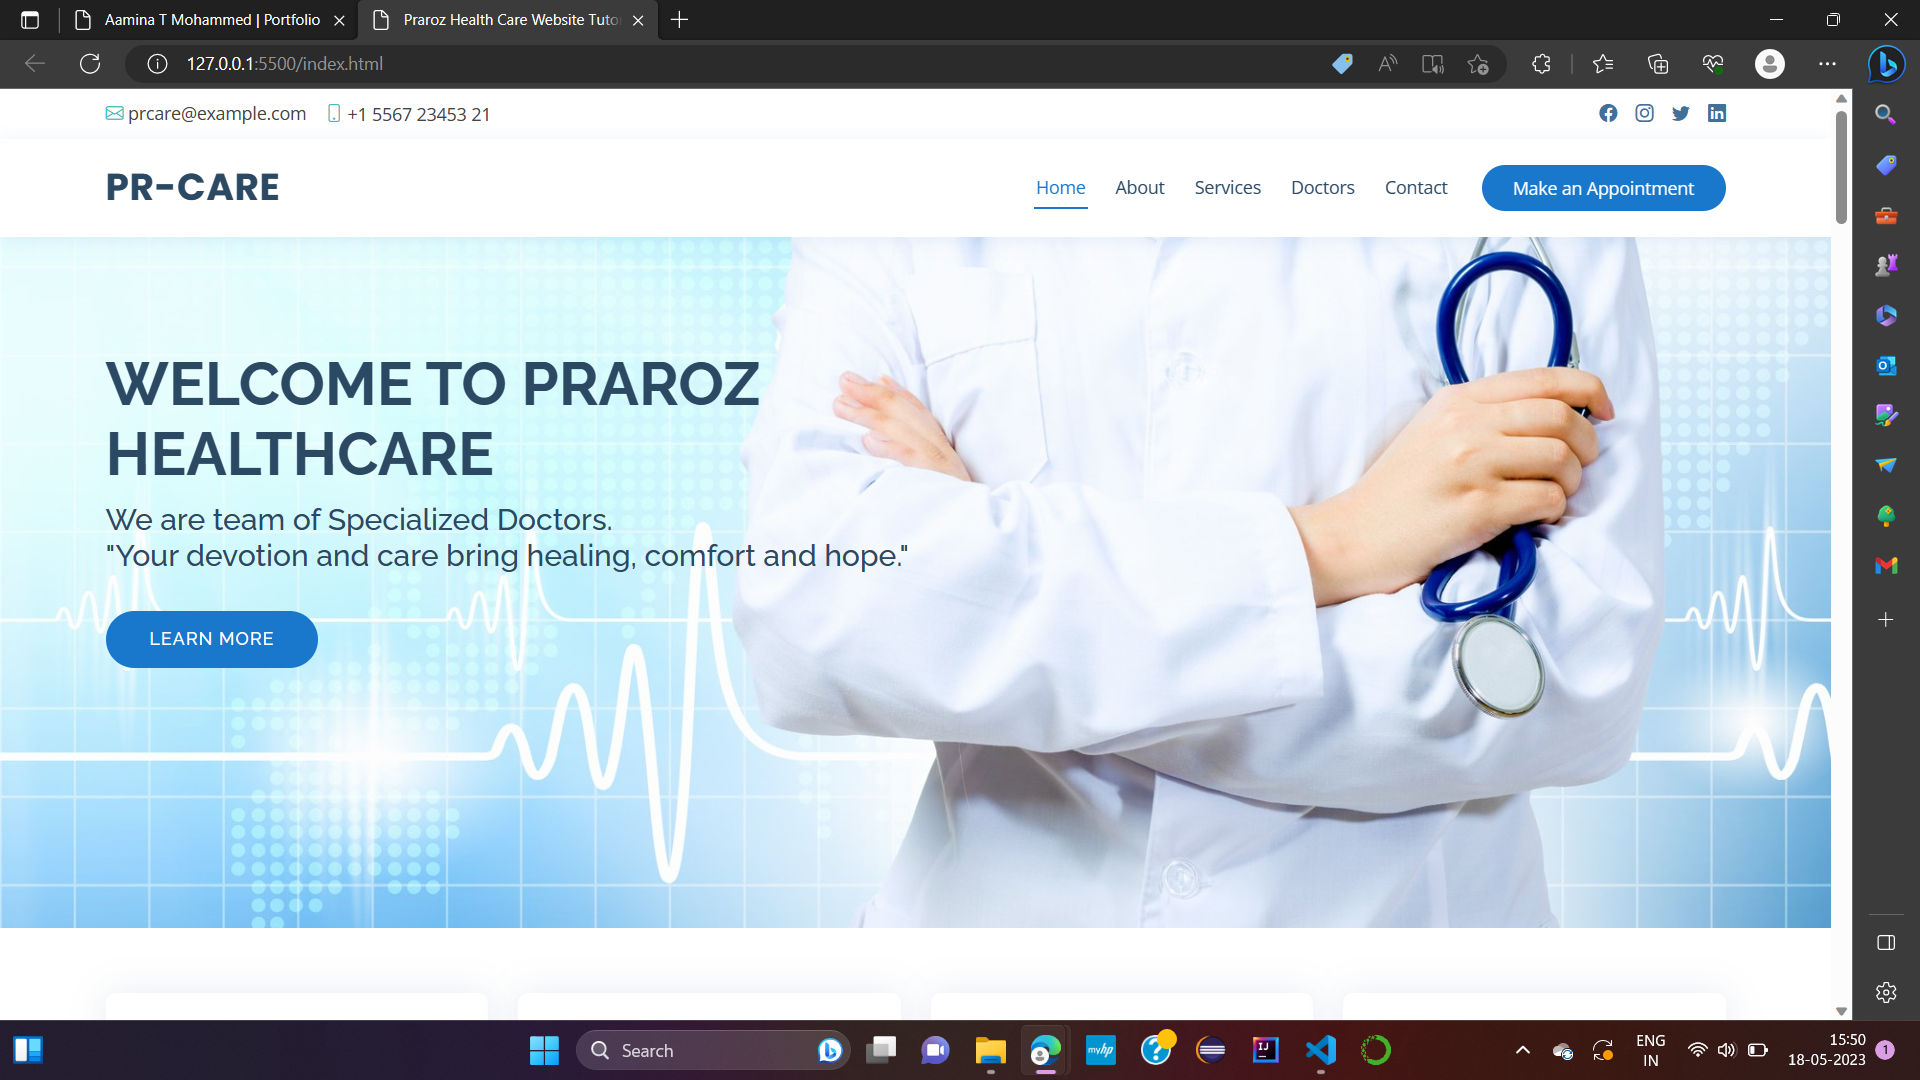 Aamina T Mohammed | Portfolio
Praroz Health Care Website Tuto
127.0.0.1:5500/index.html
prcare@example.com
+1 5567 23453 21
PR-CARE
Home
About
Services
Doctors
Contact
Make an Appointment
WELCOME TO PRAROZ
HEALTHCARE
We are team of Specialized Doctors.
"Your devotion and care bring healing, comfort and hope."
LEARN MORE
Search
myhp
IJ
ENG
IN
15:50
18-05-2023
1